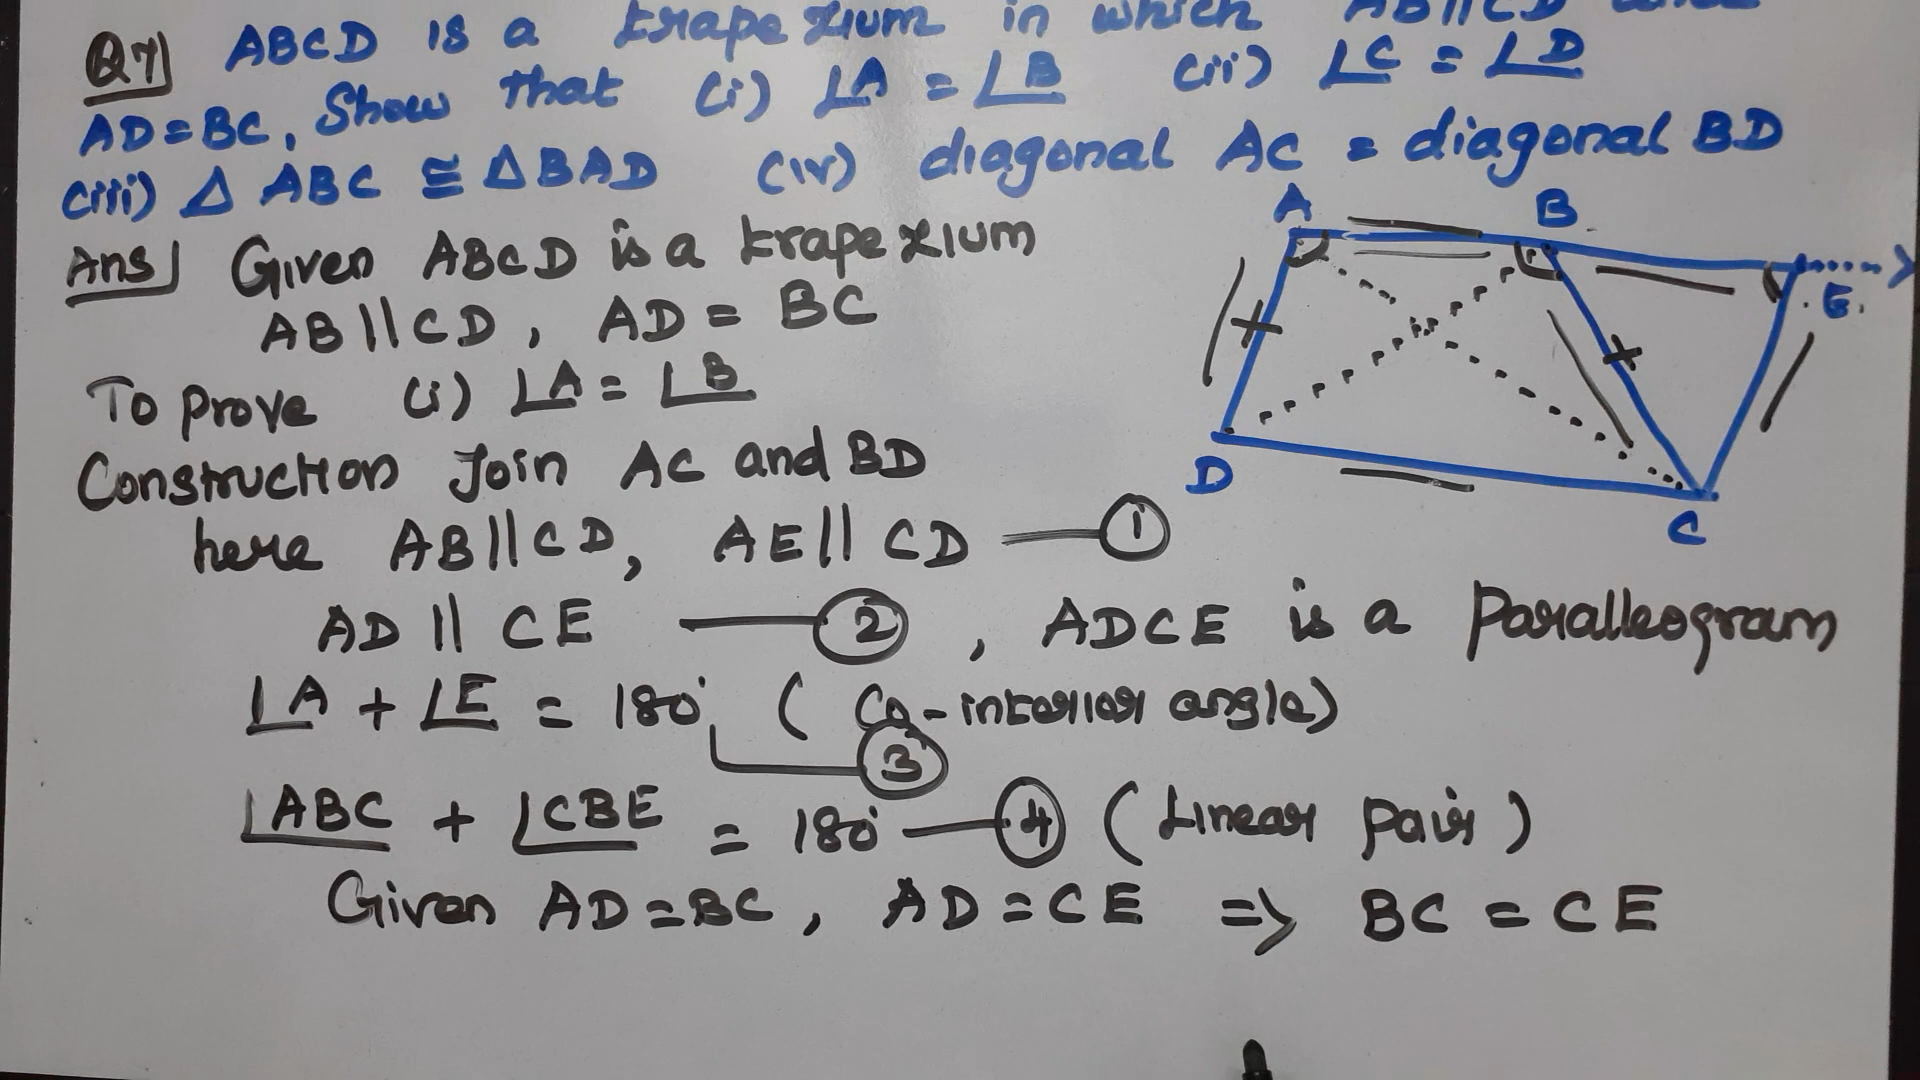 Q7) ABCD is a trapezium in which AB||CD
AD=BC, Show that (i) ∠A = ∠B (ii) ∠C = ∠D
(iii) Δ ABC ≅ ΔBAD (iv) diagonal AC = diagonal BD
Ans) Given ABCD is a trapezium
AB||CD, AD = BC
To prove (i) ∠A = ∠B
Construction Join AC and BD
here AB||CD, AE|| CD — ①
AD || CE — ②, ADCE is a Paralleogram
∠A + ∠E = 180° (Co-interior angle)
③
∠ABC + ∠CBE = 180° — ④ (Linear pair)
Given AD=BC, AD=CE => BC = CE
A B
E.
D
C